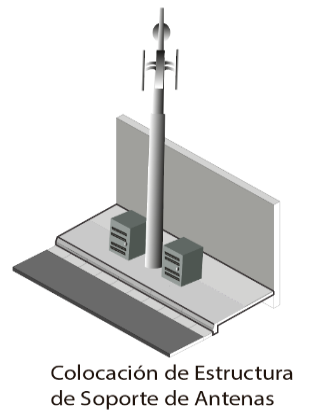 Colocación de Estructura
de Soporte de Antenas